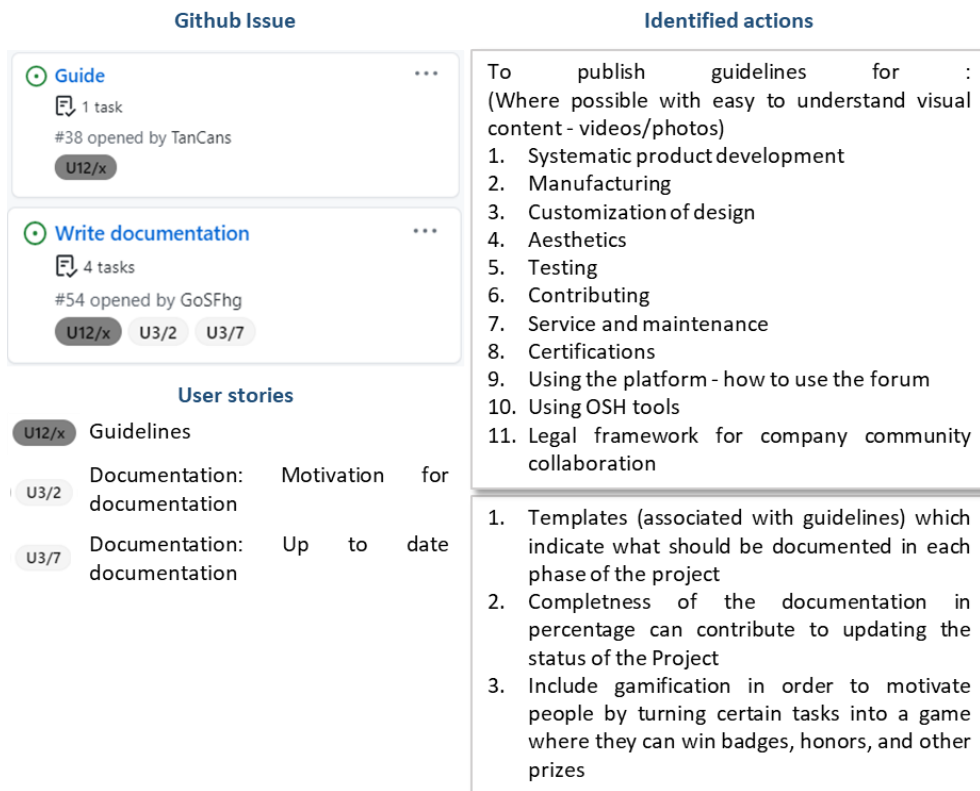 Github Issue
Guide
1 task
#38 opened by TanCans
U12/x
Write documentation
4 tasks
#54 opened by GoSFhg
U12/x U3/2 U3/7
User stories
U12/x Guidelines
U3/2 Documentation: Motivation for
documentation
U3/7 Documentation: Up to date
documentation
Identified actions
To publish guidelines for :
(Where possible with easy to understand visual
content - videos/photos)
1. Systematic product development
2. Manufacturing
3. Customization of design
4. Aesthetics
5. Testing
6. Contributing
7. Service and maintenance
8. Certifications
9. Using the platform - how to use the forum
10. Using OSH tools
11. Legal framework for company community
collaboration
1. Templates (associated with guidelines) which
indicate what should be documented in each
phase of the project
2. Completness of the documentation in
percentage can contribute to updating the
status of the Project
3. Include gamification in order to motivate
people by turning certain tasks into a game
where they can win badges, honors, and other
prizes